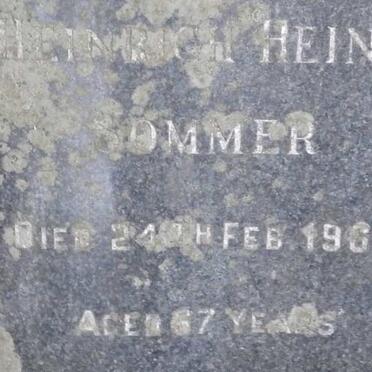 HEINRICH HEIN
SOMMER
DIED 24TH FEB 196
AGED 67 YEARS